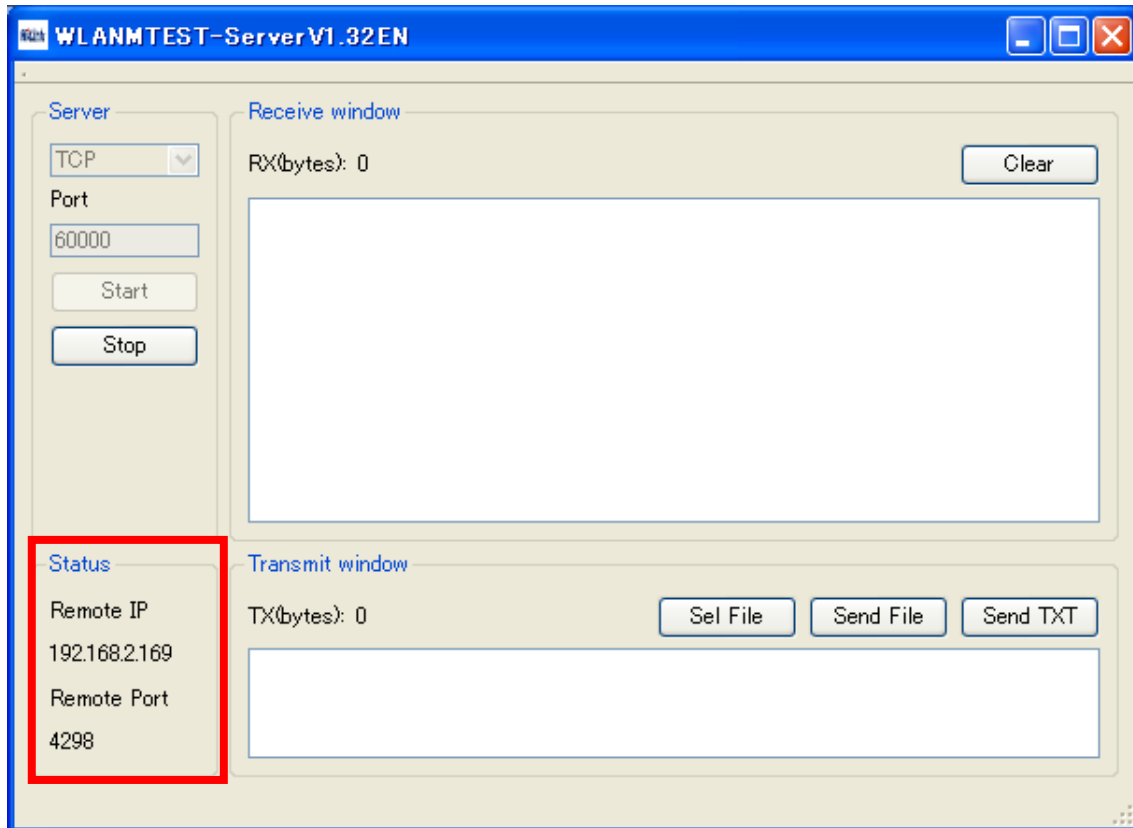 WLANMTEST-ServerV1.32EN
Server
TCP
Port
60000
Start
Stop
Receive window
RX(bytes): 0
Clear
Status
Remote IP
192.168.2.169
Remote Port
4298
Transmit window
TX(bytes): 0
Sel File
Send File
Send TXT